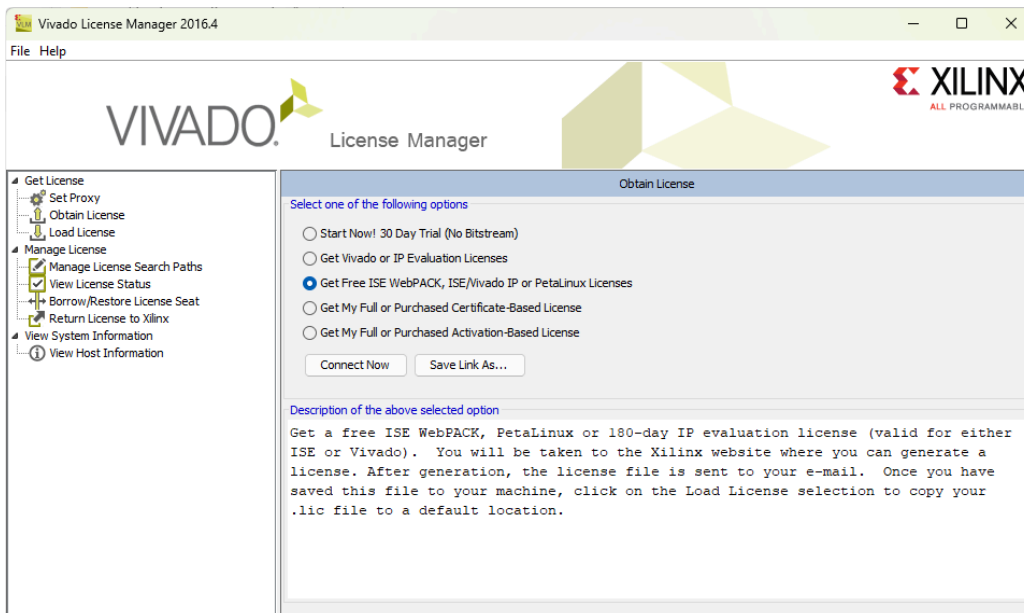 Vivado License Manager 2016.4
File Help
XILINX
ALL PROGRAMMABL
VIVADO.
License Manager
Get License
Set Proxy
Obtain License
Load License
Manage License
Manage License Search Paths
View License Status
Borrow/Restore License Seat
Return License to Xilinx
View System Information
View Host Information
Obtain License
Select one of the following options
Start Now! 30 Day Trial (No Bitstream)
Get Vivado or IP Evaluation Licenses
Get Free ISE WebPACK, ISE/Vivado IP or PetaLinux Licenses
Get My Full or Purchased Certificate-Based License
Get My Full or Purchased Activation-Based License
Connect Now Save Link As...
Description of the above selected option
Get a free ISE WebPACK, PetaLinux or 180-day IP evaluation license (valid for either
ISE or Vivado).  You will be taken to the Xilinx website where you can generate a
license. After generation, the license file is sent to your e-mail.  Once you have
saved this file to your machine, click on the Load License selection to copy your
.lic file to a default location.